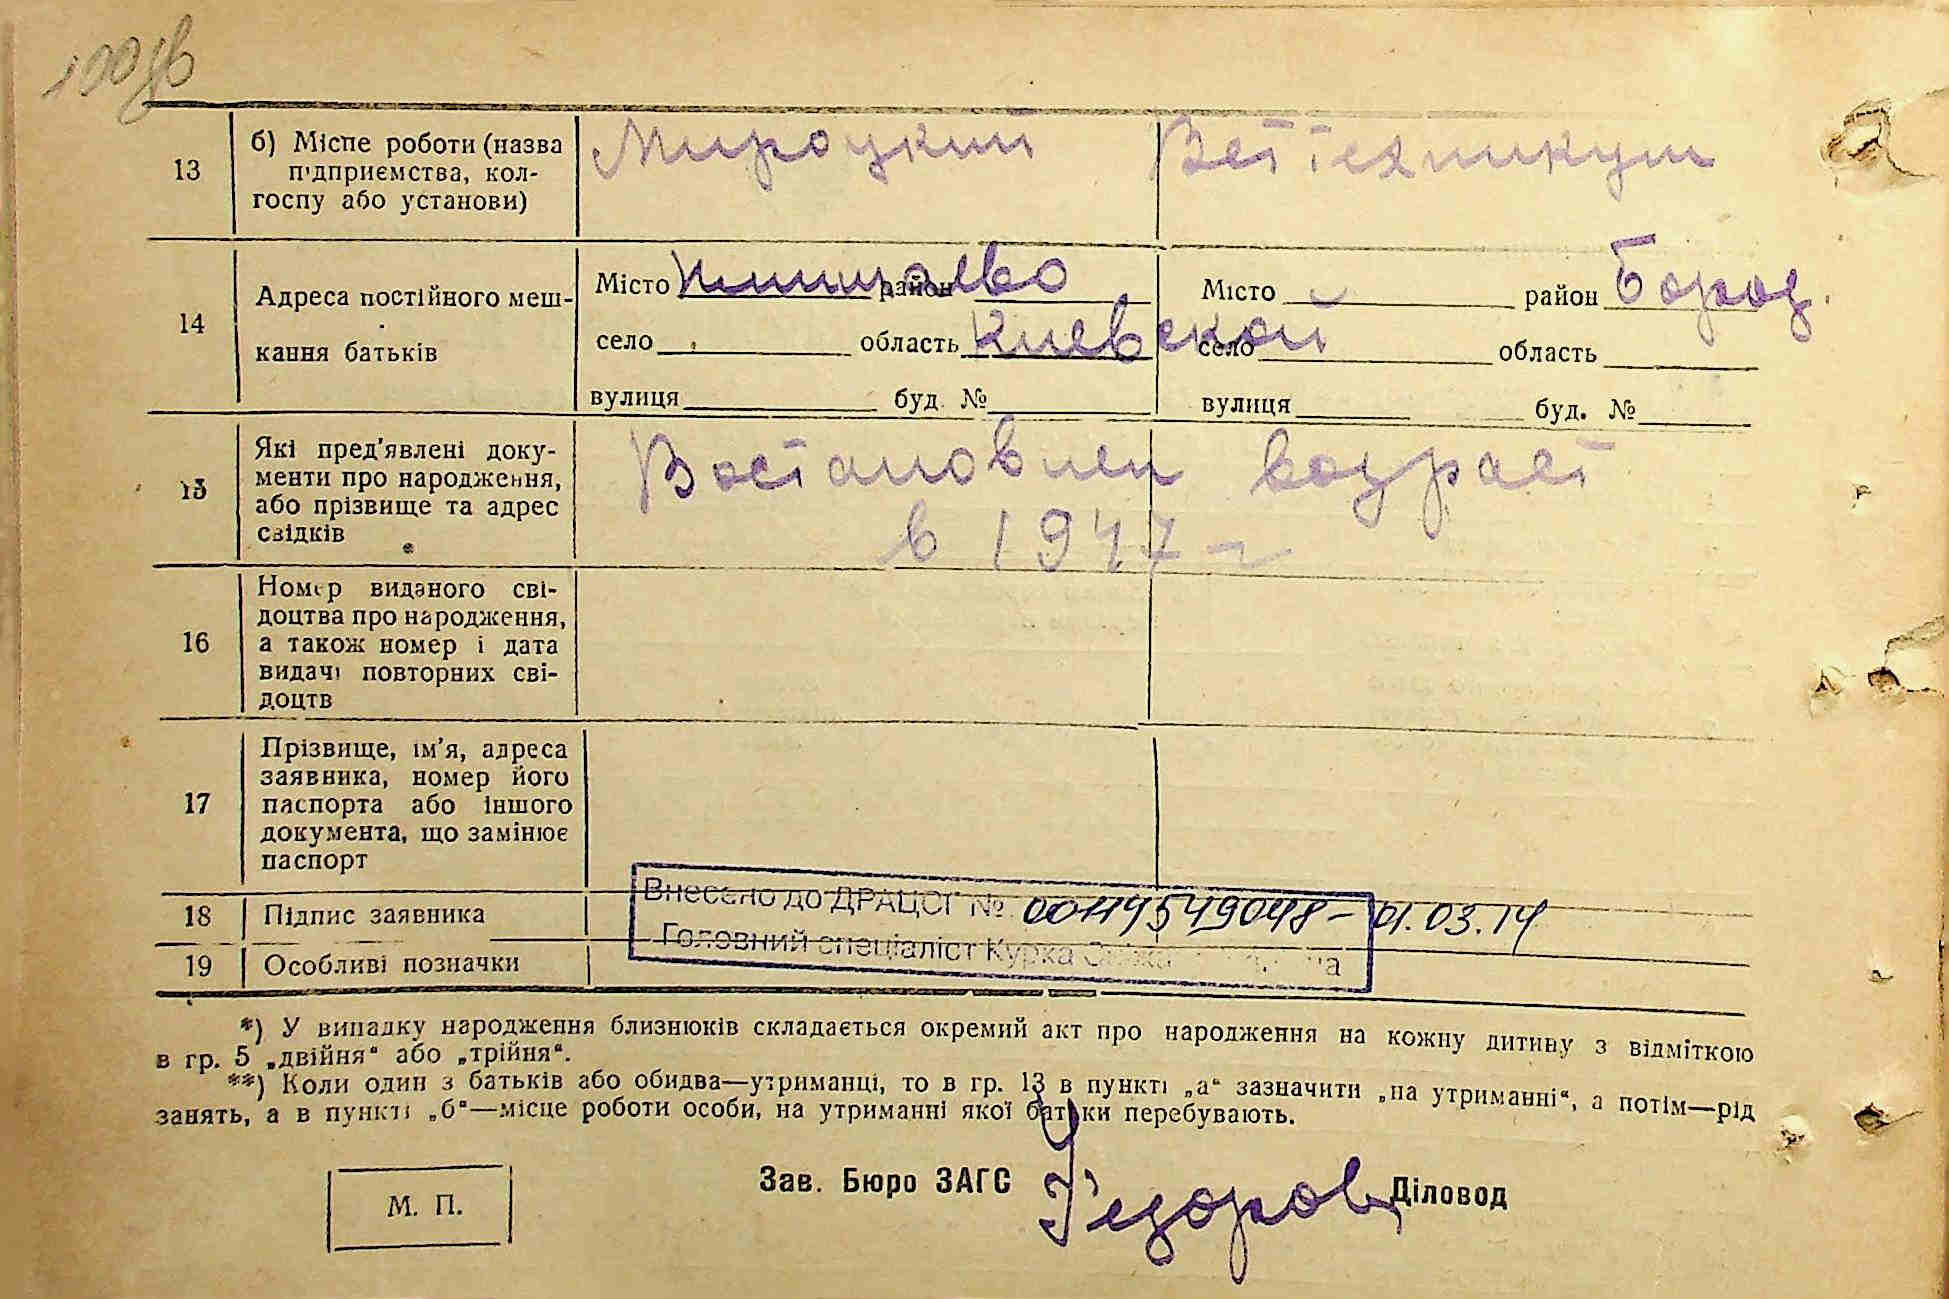 13 б) Місце роботи (назва Мироцкий Веттехникум
підприємства, кол-
госпу або установи)
Місто район Місто район Бород.
14 Адреса постійного меш-
село область Киевской село область
кання батьків
вулиця буд. № вулиця буд. №
15 Які пред'явлені доку- Востановлен возраст
менти про народження,
або прізвище та адрес в 1947 г
свідків
16 Номер виданого сві-
доцтва про народження,
а також номер і дата
видачі повторних сві-
доцтв
17 Прізвище, ім'я, адреса
заявника, номер його
паспорта або іншого
документа, що замінює
паспорт
Внесено до ДРАЦСГ № 00119549048 - 01.03.14
18 Підпис заявника
Головний спеціаліст Курка
19 Особливі позначки
*) У випадку народження близнюків складається окремий акт про народження на кожну дитину з відміткою
в гр. 5 „двійня“ або „трійня“.
**) Коли один з батьків або обидва—утриманці, то в гр. 13 в пункті „а“ зазначити „на утриманні“, а потім—рід
занять, а в пункті „б“—місце роботи особи, на утриманні якої батьки перебувають.
Зав. Бюро ЗАГС Федоров Діловод
М. П.